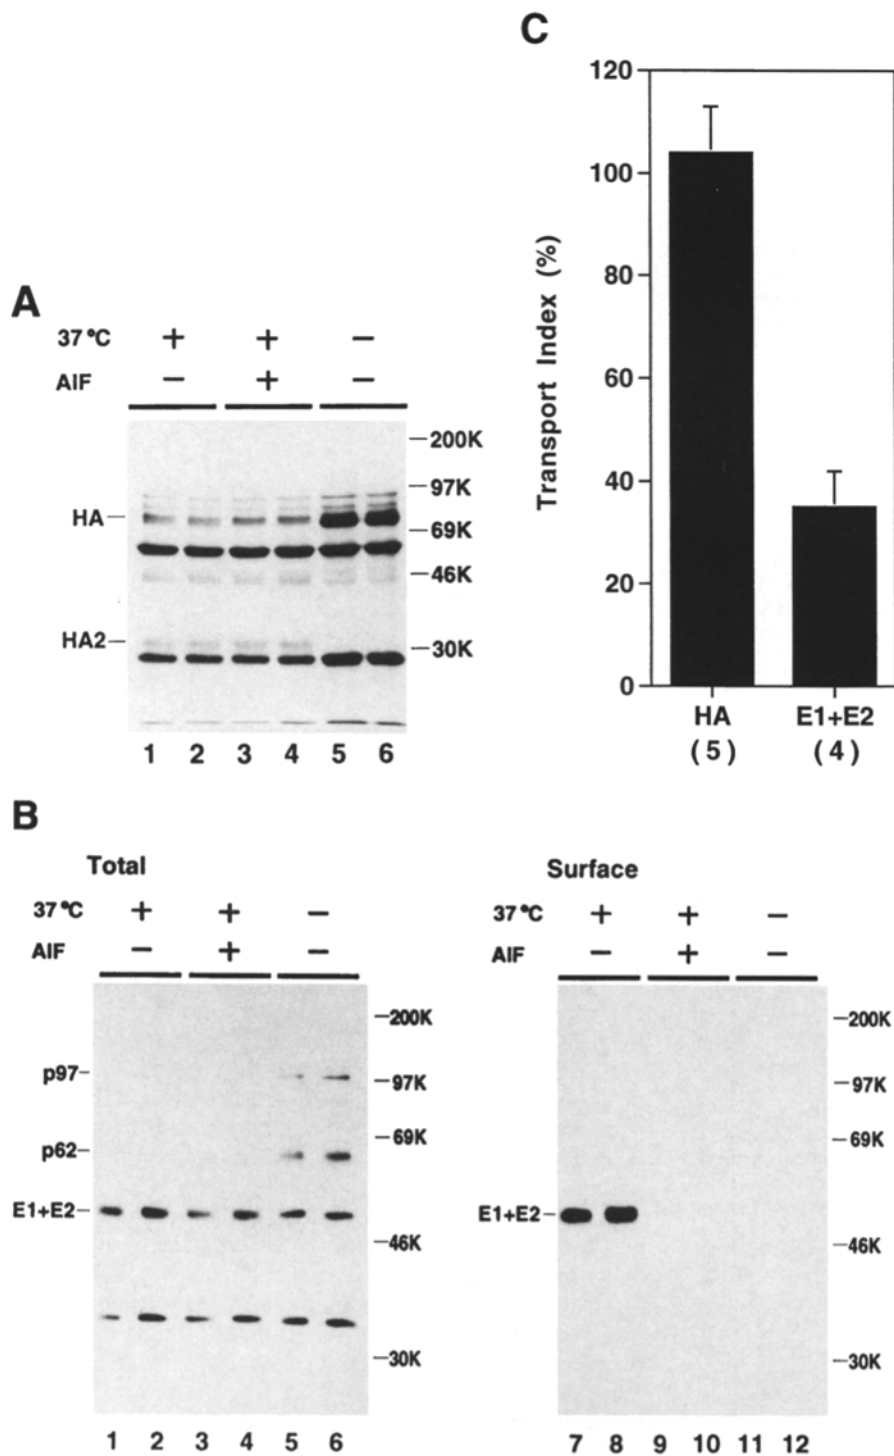 A
37 °C + + −
AlF − + −
200K
97K
HA
69K
46K
HA2
30K
1 2 3 4 5 6
C
Transport Index (%)
120
100
80
60
40
20
0
HA E1+E2
(5) (4)
B
Total
37 °C + + −
AlF − + −
200K
p97
97K
69K
p62
E1+E2
46K
30K
1 2 3 4 5 6
Surface
37 °C + + −
AlF − + −
200K
97K
69K
E1+E2
46K
30K
7 8 9 10 11 12